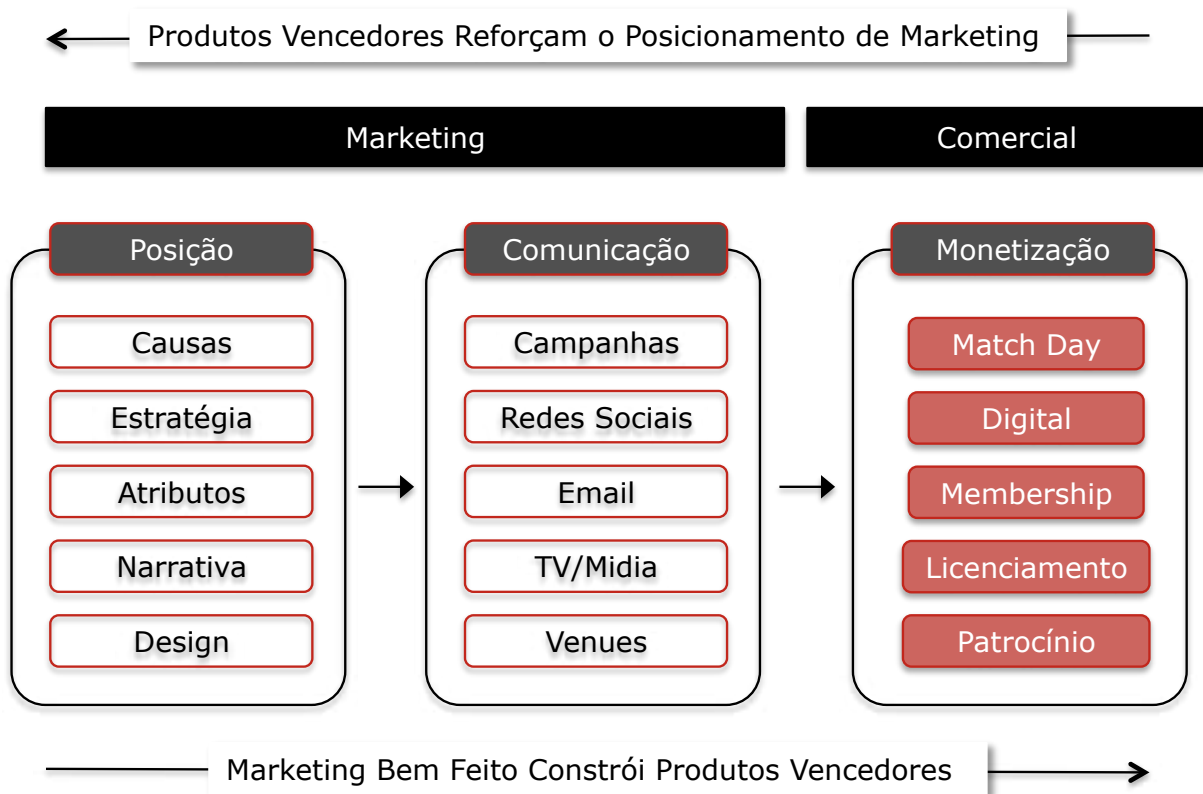 Produtos Vencedores Reforçam o Posicionamento de Marketing
Marketing
Comercial
Posição
Causas
Estratégia
Atributos
Narrativa
Design
Comunicação
Campanhas
Redes Sociais
Email
TV/Midia
Venues
Monetização
Match Day
Digital
Membership
Licenciamento
Patrocínio
Marketing Bem Feito Constrói Produtos Vencedores